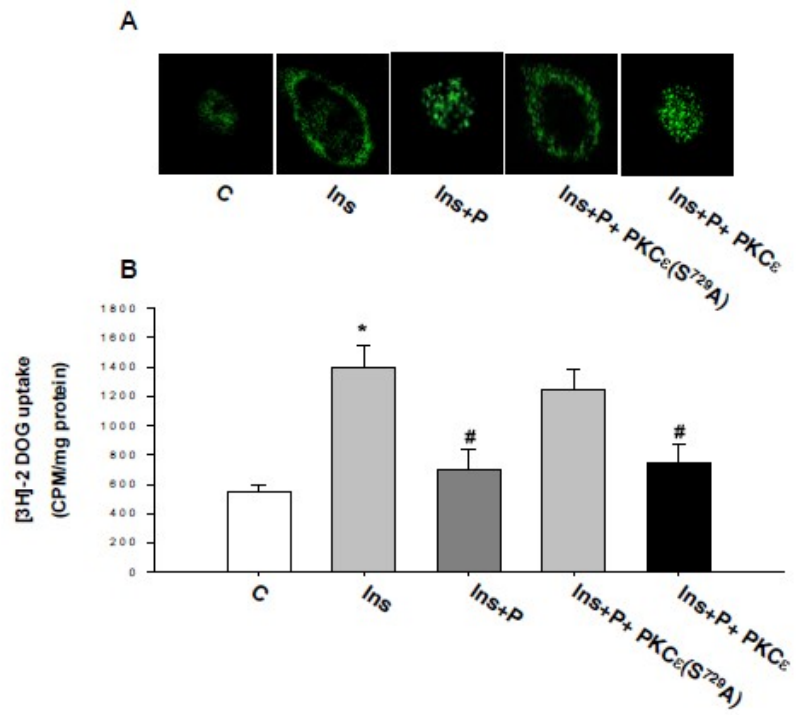 A
C
Ins
Ins+P
Ins+P+ PKCε(S⁷²⁹A)
Ins+P+ PKCε
B
[3H]-2 DOG uptake
(CPM/mg protein)
1800
1600
1400
1200
1000
800
600
400
200
0
*
#
#
C
Ins
Ins+P
Ins+P+ PKCε(S⁷²⁹A)
Ins+P+ PKCε